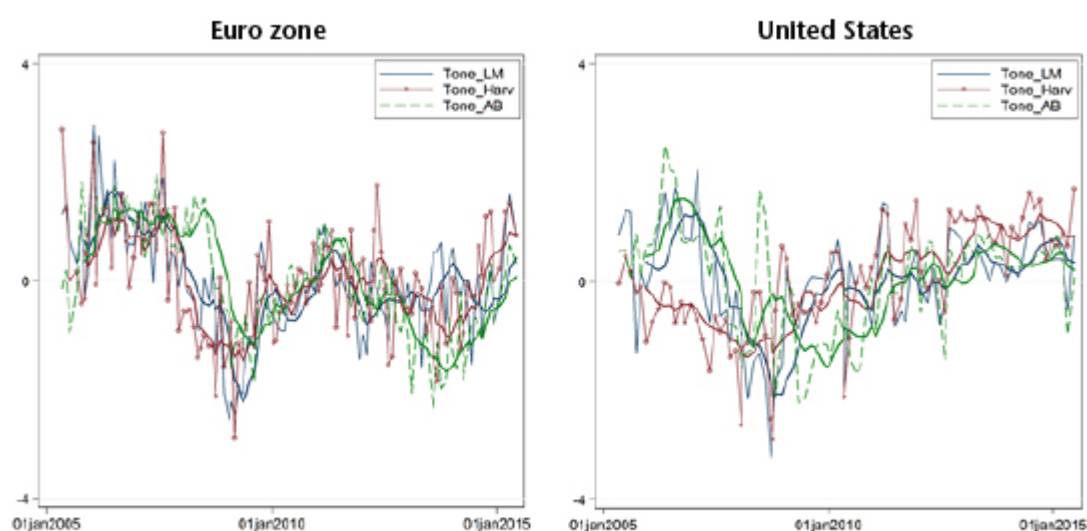 Euro zone
4
Tone_LM
Tone_Harv
Tone_AB
0
-4
01jan2005
01jan2010
01jan2015
United States
4
Tone_LM
Tone_Harv
Tone_AB
0
-4
01jan2005
01jan2010
01jan2015